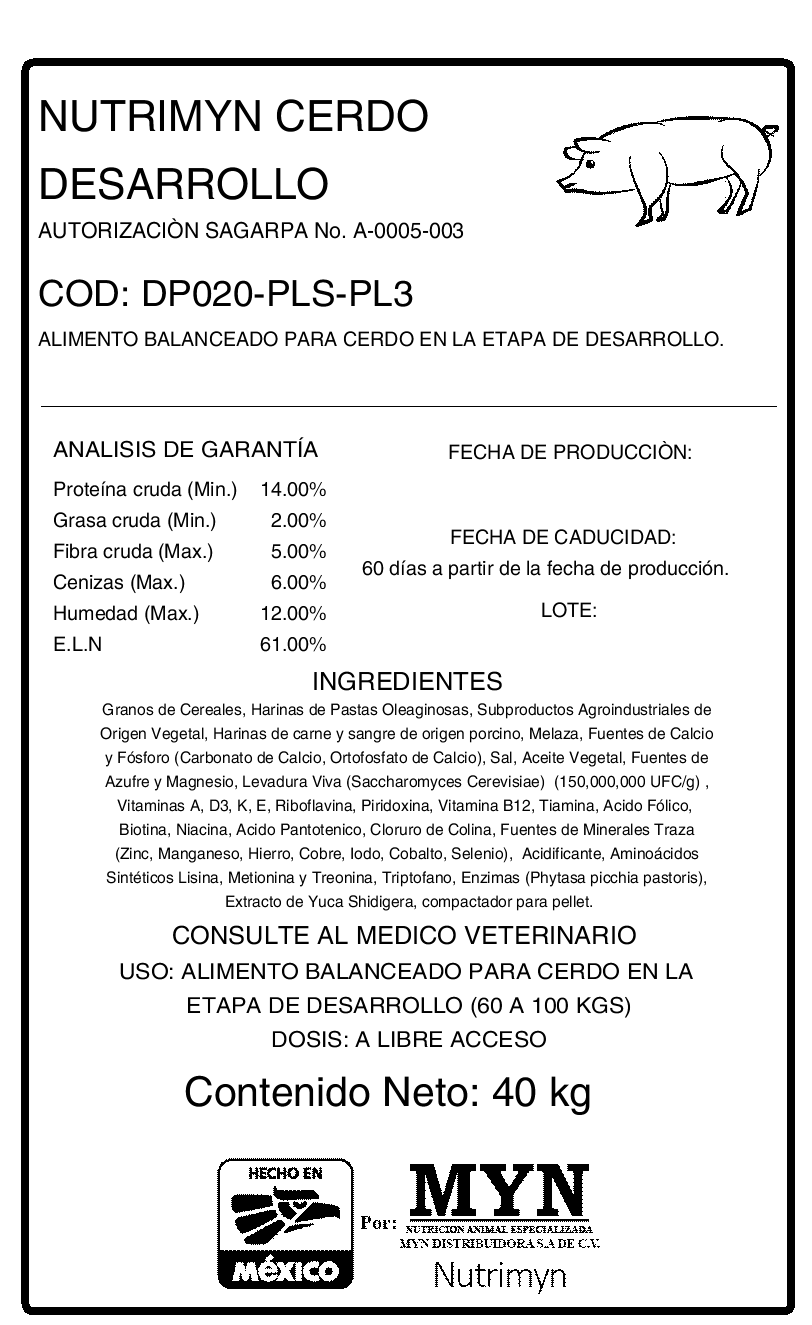 NUTRIMYN CERDO
DESARROLLO
AUTORIZACIÒN SAGARPA No. A-0005-003
COD: DP020-PLS-PL3
ALIMENTO BALANCEADO PARA CERDO EN LA ETAPA DE DESARROLLO.
ANALISIS DE GARANTÍA
Proteína cruda (Min.) 14.00%
Grasa cruda (Min.) 2.00%
Fibra cruda (Max.) 5.00%
Cenizas (Max.) 6.00%
Humedad (Max.) 12.00%
E.L.N 61.00%
FECHA DE PRODUCCIÒN:
FECHA DE CADUCIDAD:
60 días a partir de la fecha de producción.
LOTE:
INGREDIENTES
Granos de Cereales, Harinas de Pastas Oleaginosas, Subproductos Agroindustriales de
Origen Vegetal, Harinas de carne y sangre de origen porcino, Melaza, Fuentes de Calcio
y Fósforo (Carbonato de Calcio, Ortofosfato de Calcio), Sal, Aceite Vegetal, Fuentes de
Azufre y Magnesio, Levadura Viva (Saccharomyces Cerevisiae) (150,000,000 UFC/g) ,
Vitaminas A, D3, K, E, Riboflavina, Piridoxina, Vitamina B12, Tiamina, Acido Fólico,
Biotina, Niacina, Acido Pantotenico, Cloruro de Colina, Fuentes de Minerales Traza
(Zinc, Manganeso, Hierro, Cobre, Iodo, Cobalto, Selenio), Acidificante, Aminoácidos
Sintéticos Lisina, Metionina y Treonina, Triptofano, Enzimas (Phytasa picchia pastoris),
Extracto de Yuca Shidigera, compactador para pellet.
CONSULTE AL MEDICO VETERINARIO
USO: ALIMENTO BALANCEADO PARA CERDO EN LA
ETAPA DE DESARROLLO (60 A 100 KGS)
DOSIS: A LIBRE ACCESO
Contenido Neto: 40 kg
HECHO EN
MéXICO
Por:
MYN
NUTRICION ANIMAL ESPECIALIZADA
MYN DISTRIBUIDORA S.A DE C.V.
Nutrimyn